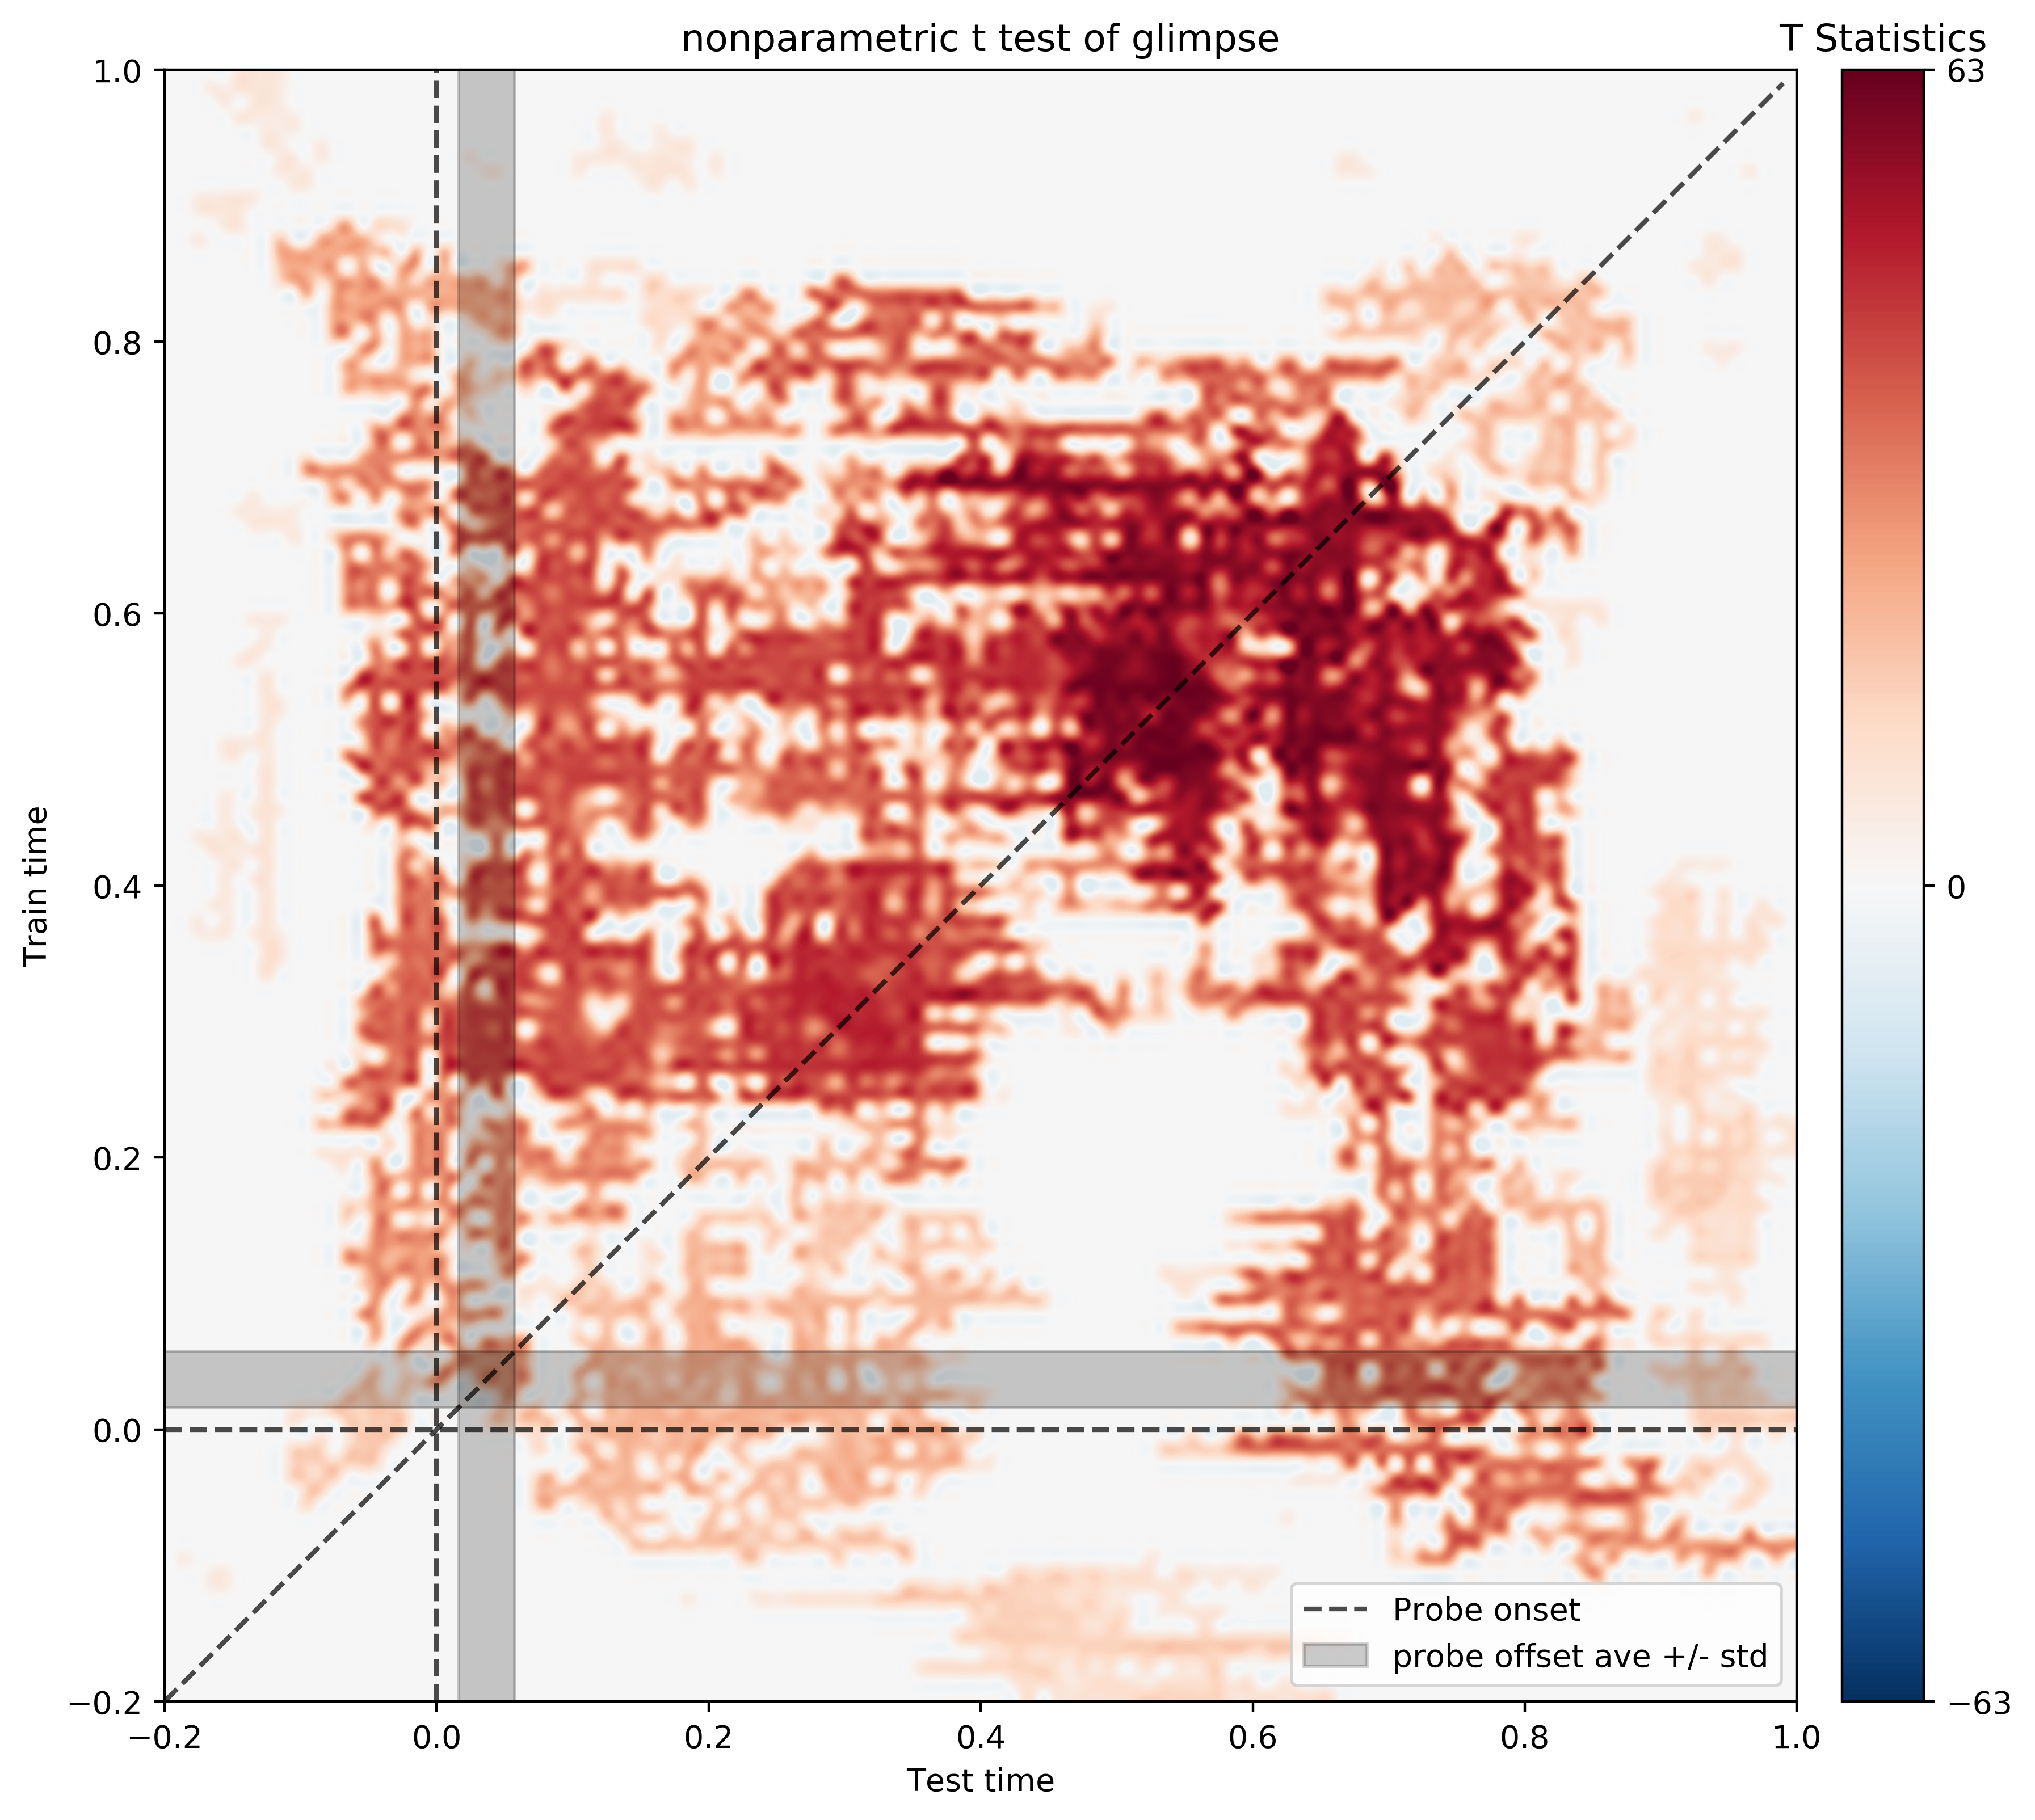 nonparametric t test of glimpse
T Statistics
63
0
−63
1.0
0.8
0.6
0.4
0.2
0.0
−0.2
Train time
−0.2 0.0 0.2 0.4 0.6 0.8 1.0
Test time
Probe onset
probe offset ave +/- std